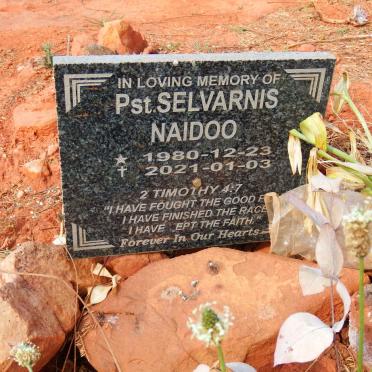 IN LOVING MEMORY OF
Pst. SELVARNIS
NAIDOO
1980-12-23
2021-01-03
2 TIMOTHY 4:7
"I HAVE FOUGHT THE GOOD
I HAVE FINISHED THE RACE
I HAVE EPT THE FAITH."
Forever In Our Hearts